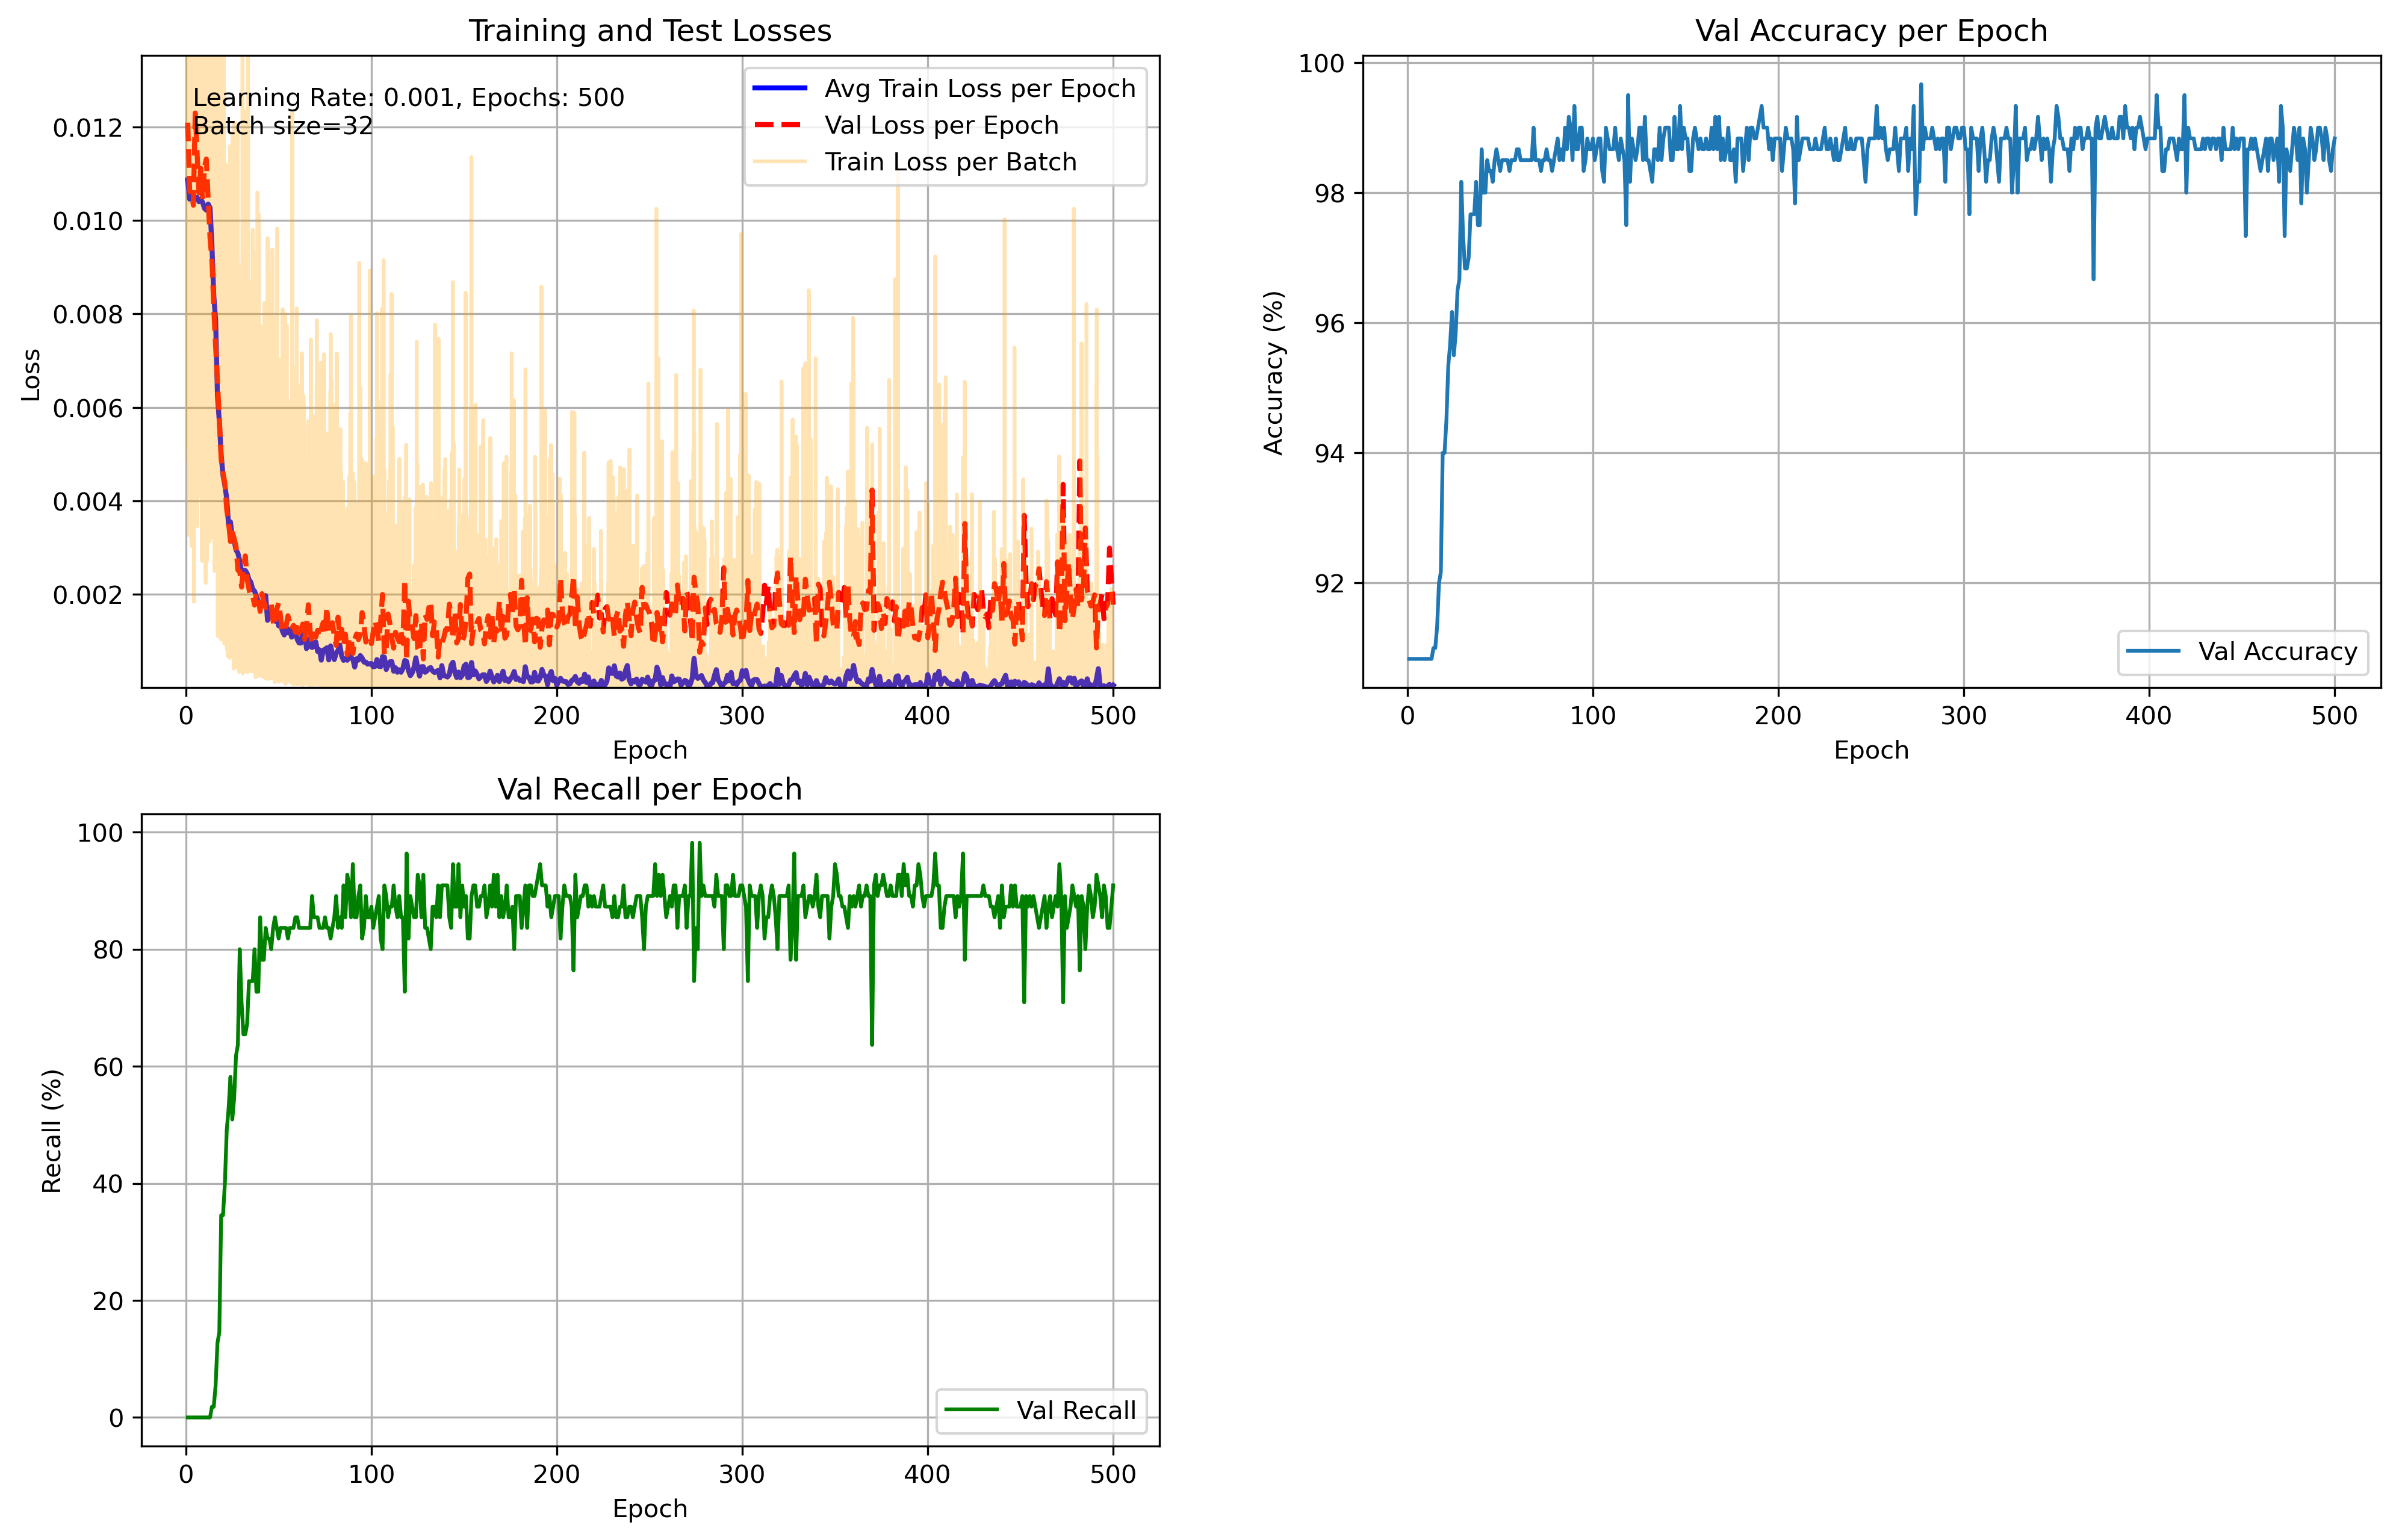 Training and Test Losses
Learning Rate: 0.001, Epochs: 500
Batch size=32
Avg Train Loss per Epoch
Val Loss per Epoch
Train Loss per Batch
0.012
0.010
0.008
0.006
0.004
0.002
Loss
0 100 200 300 400 500
Epoch
Val Accuracy per Epoch
100
98
96
94
92
Accuracy (%)
Val Accuracy
0 100 200 300 400 500
Epoch
Val Recall per Epoch
100
80
60
40
20
0
Recall (%)
Val Recall
0 100 200 300 400 500
Epoch